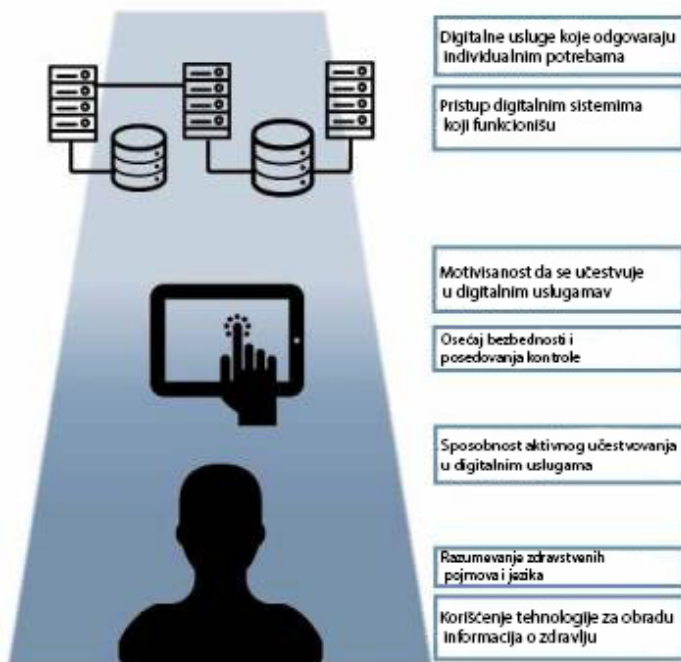 Digitalne usluge koje odgovaraju
individualnim potrebama
Pristup digitalnim sistemima
koji funkcionišu
Motivisanost da se učestvuje
u digitalnim uslugamav
Osećaj bezbednosti i
posedovanja kontrole
Sposobnost aktivnog učestvovanja
u digitalnim uslugama
Razumevanje zdravstvenih
pojmova i jezika
Korišćenje tehnologije za obradu
informacija o zdravlju